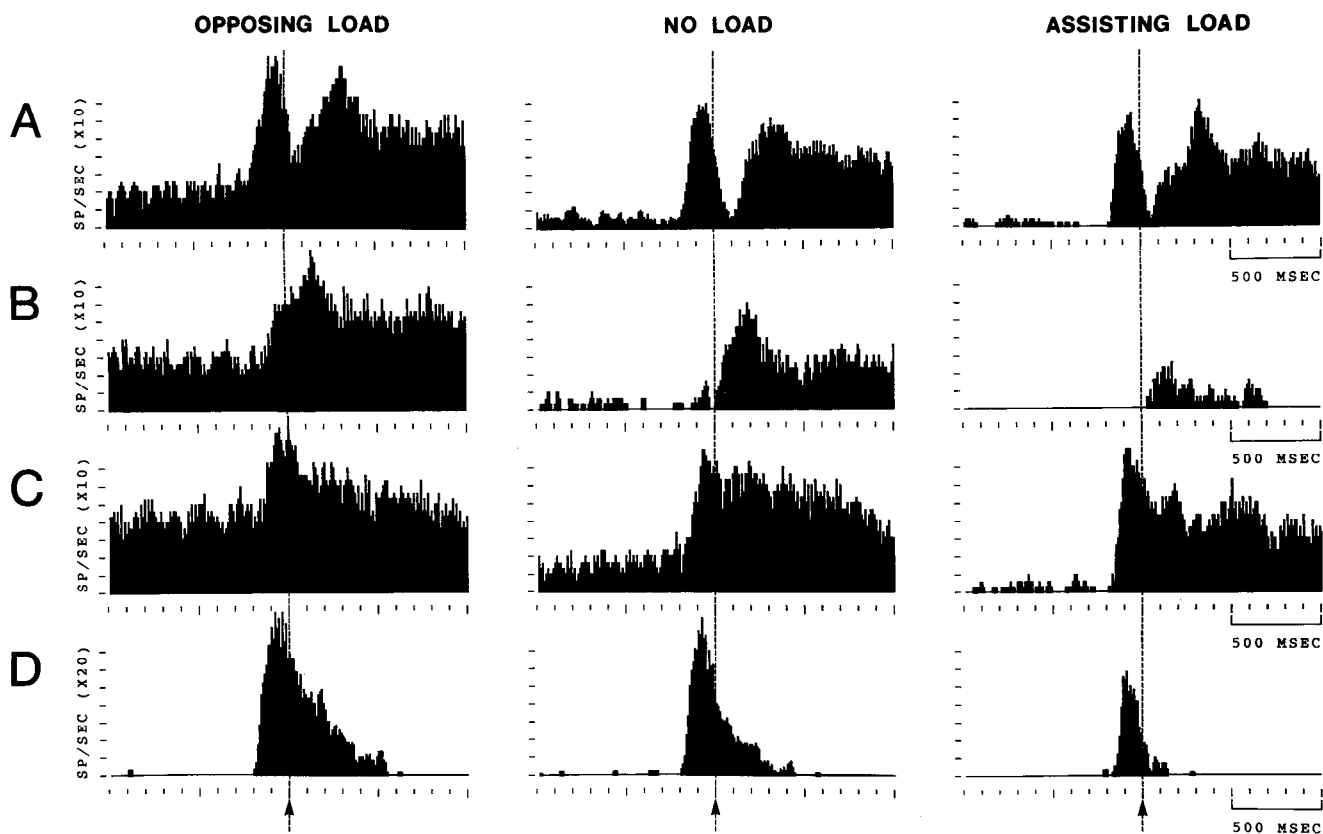 OPPOSING LOAD NO LOAD ASSISTING LOAD
A
SP/SEC (X10)
500 MSEC
B
SP/SEC (X10)
500 MSEC
C
SP/SEC (X10)
500 MSEC
D
SP/SEC (X20)
500 MSEC